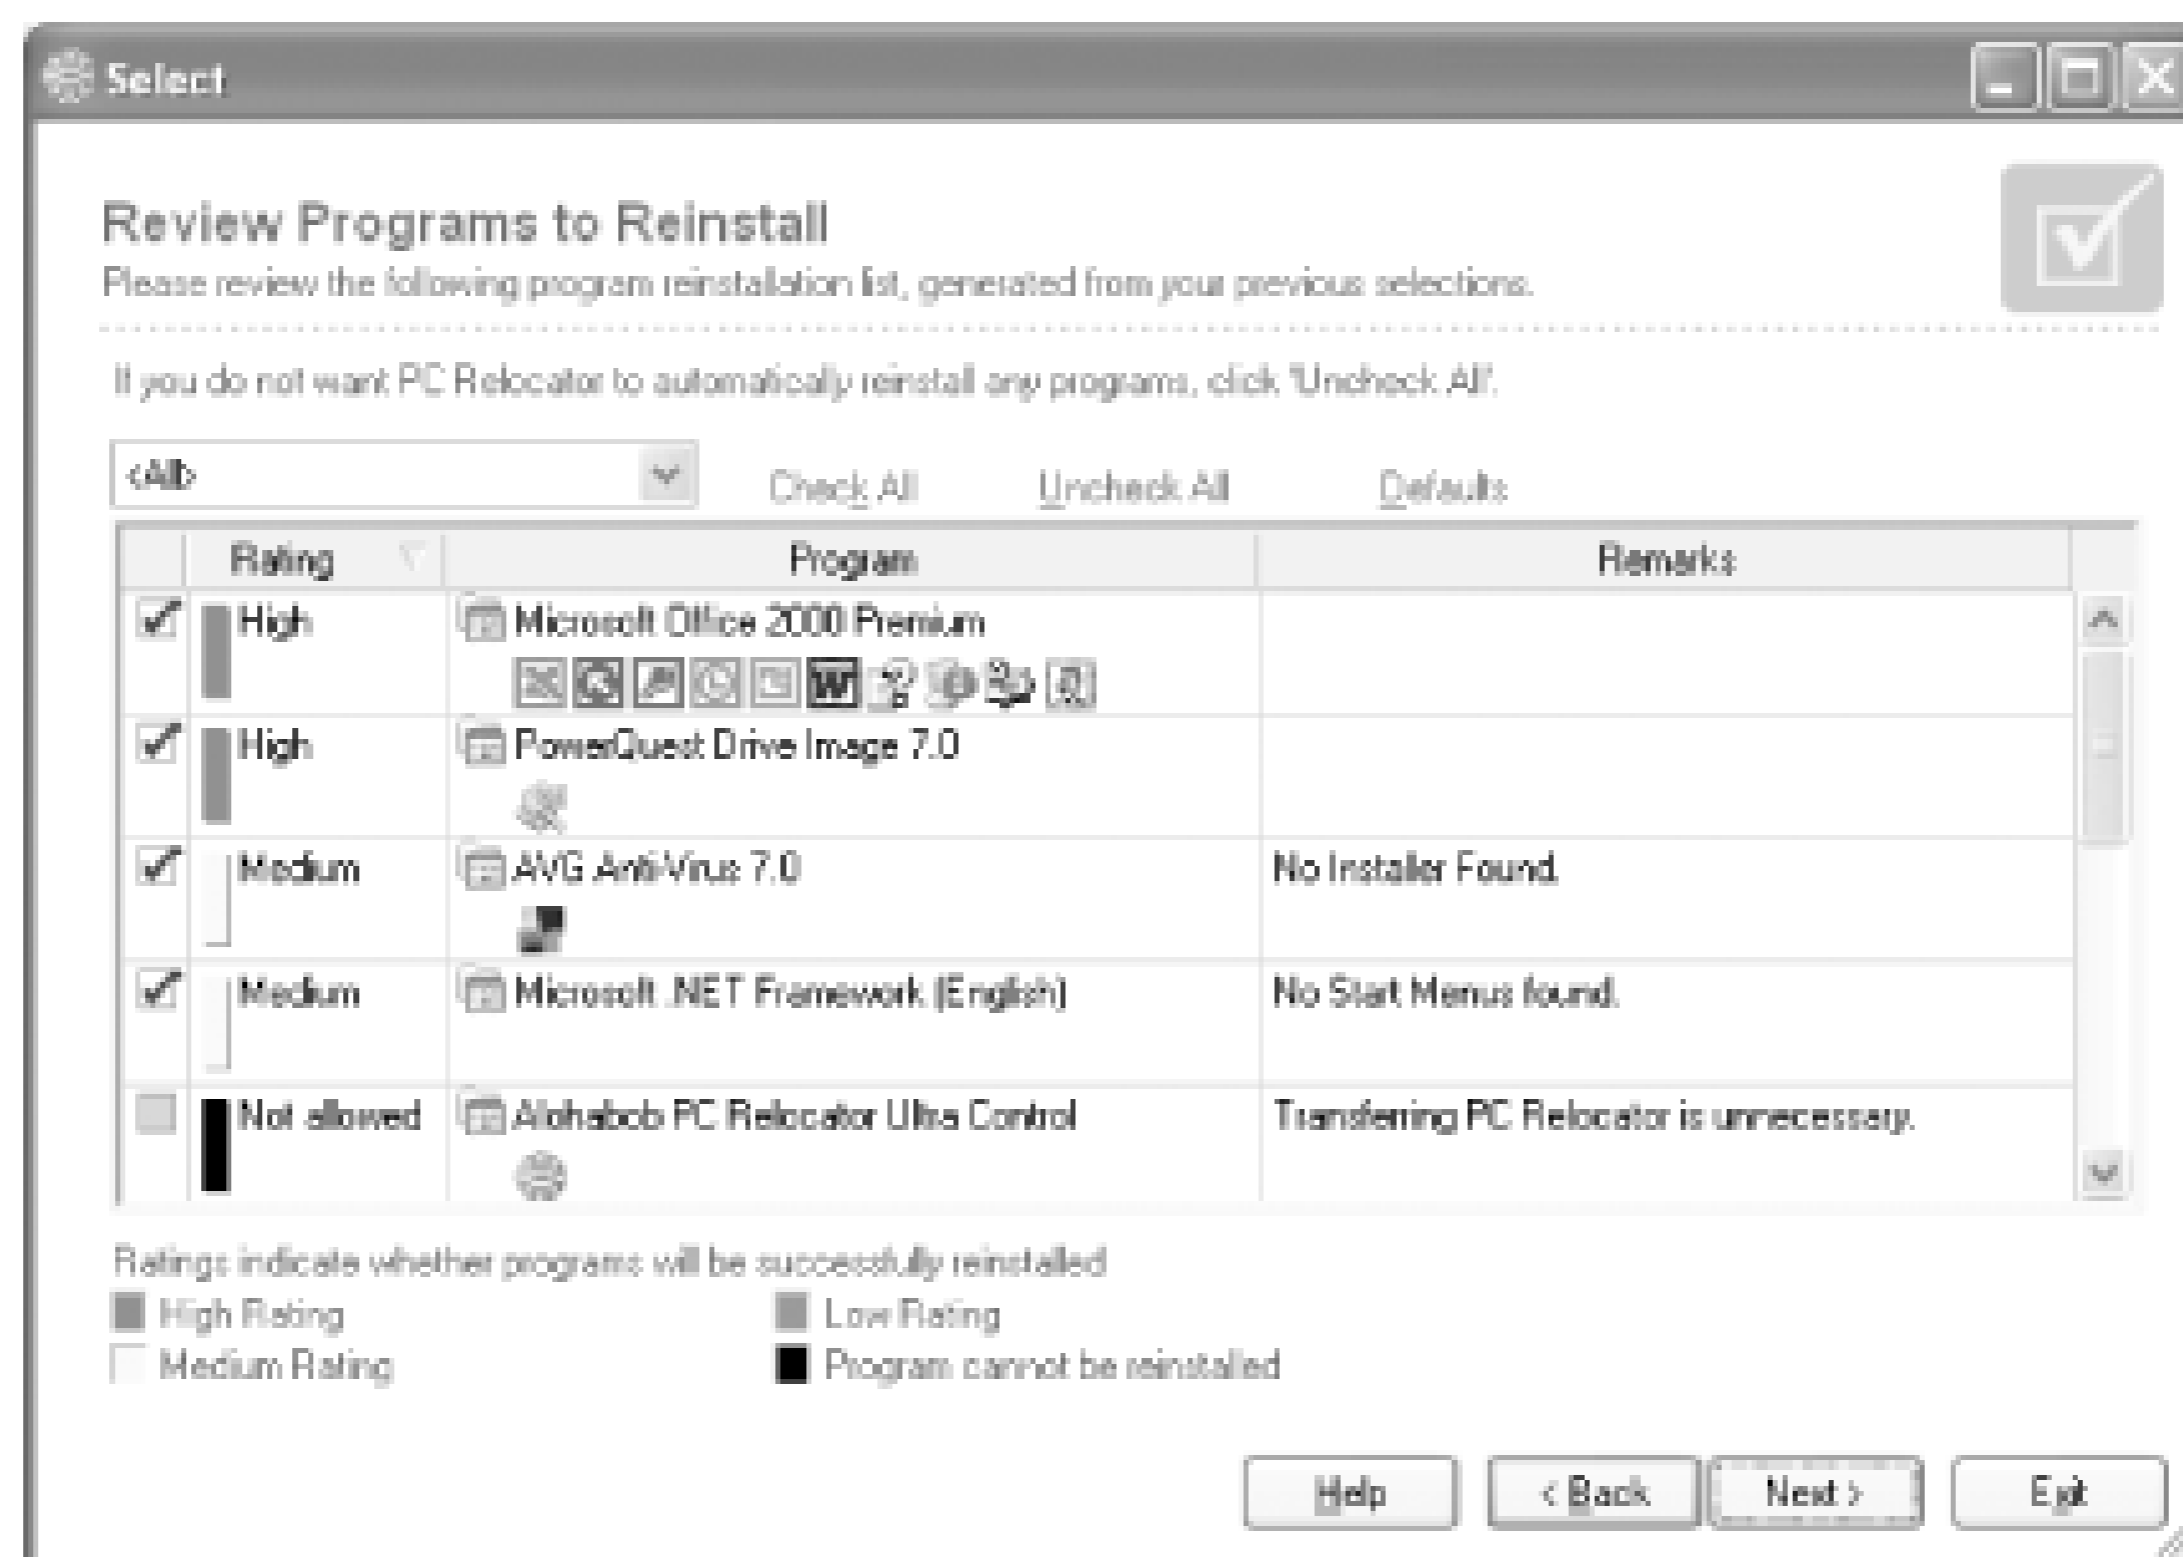 Select
Review Programs to Reinstall
Please review the following program reinstallation list, generated from your previous selections.
If you do not want PC Relocator to automatically reinstall any programs, click 'Uncheck All'.
<All> Check All Uncheck All Defaults
Rating Program Remarks
High Microsoft Office 2000 Premium
High PowerQuest Drive Image 7.0
Medium AVG Anti-Virus 7.0 No Installer Found.
Medium Microsoft .NET Framework (English) No Start Menus found.
Not allowed Alohabob PC Relocator Ultra Control Transferring PC Relocator is unnecessary.
Ratings indicate whether programs will be successfully reinstalled
High Rating Low Rating
Medium Rating Program cannot be reinstalled
Help < Back Next > Exit